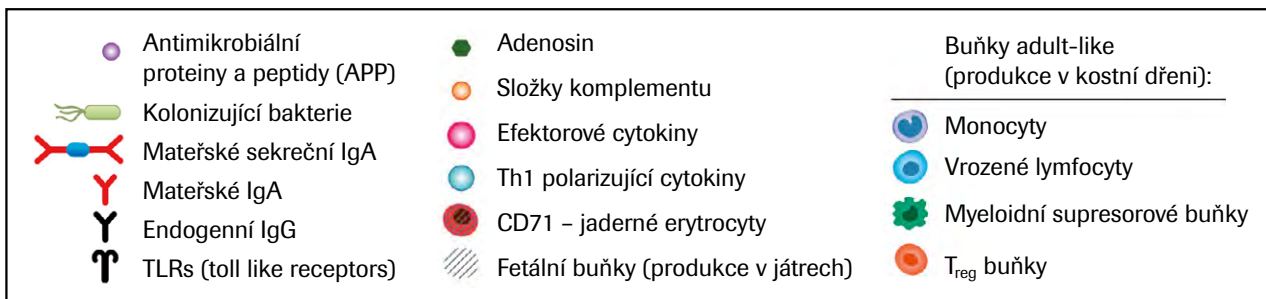 Antimikrobiální
proteiny a peptidy (APP)
Kolonizující bakterie
Mateřské sekreční IgA
Mateřské IgA
Endogenní IgG
TLRs (toll like receptors)
Adenosin
Složky komplementu
Efektorové cytokiny
Th1 polarizující cytokiny
CD71 – jaderné erytrocyty
Fetální buňky (produkce v játrech)
Buňky adult-like
(produkce v kostní dřeni):
Monocyty
Vrozené lymfocyty
Myeloidní supresorové buňky
Treg buňky